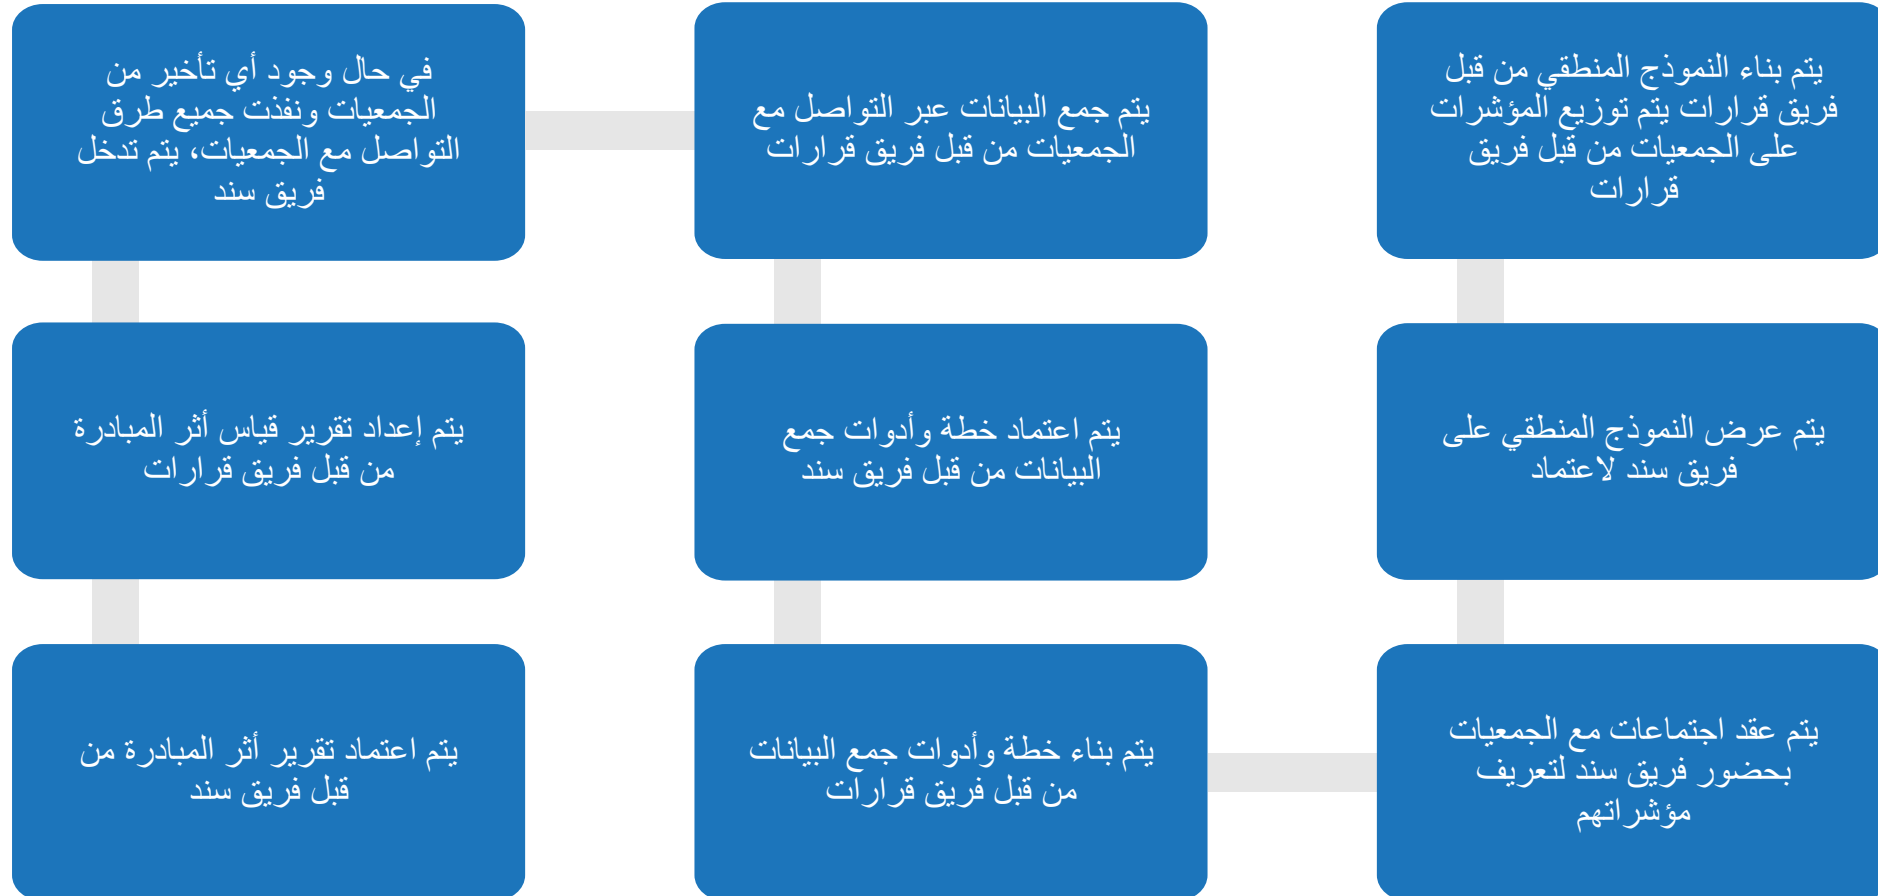 يتم بناء النموذج المنطقي من قبل
فريق قرارات يتم توزيع المؤشرات
على الجمعيات من قبل فريق
قرارات
يتم عرض النموذج المنطقي على
فريق سند لاعتماد
يتم عقد اجتماعات مع الجمعيات
بحضور فريق سند لتعريف
مؤشراتهم
يتم بناء خطة وأدوات جمع البيانات
من قبل فريق قرارات
يتم اعتماد خطة وأدوات جمع
البيانات من قبل فريق سند
يتم جمع البيانات عبر التواصل مع
الجمعيات من قبل فريق قرارات
في حال وجود أي تأخير من
الجمعيات ونفذت جميع طرق
التواصل مع الجمعيات، يتم تدخل
فريق سند
يتم إعداد تقرير قياس أثر المبادرة
من قبل فريق قرارات
يتم اعتماد تقرير أثر المبادرة من
قبل فريق سند